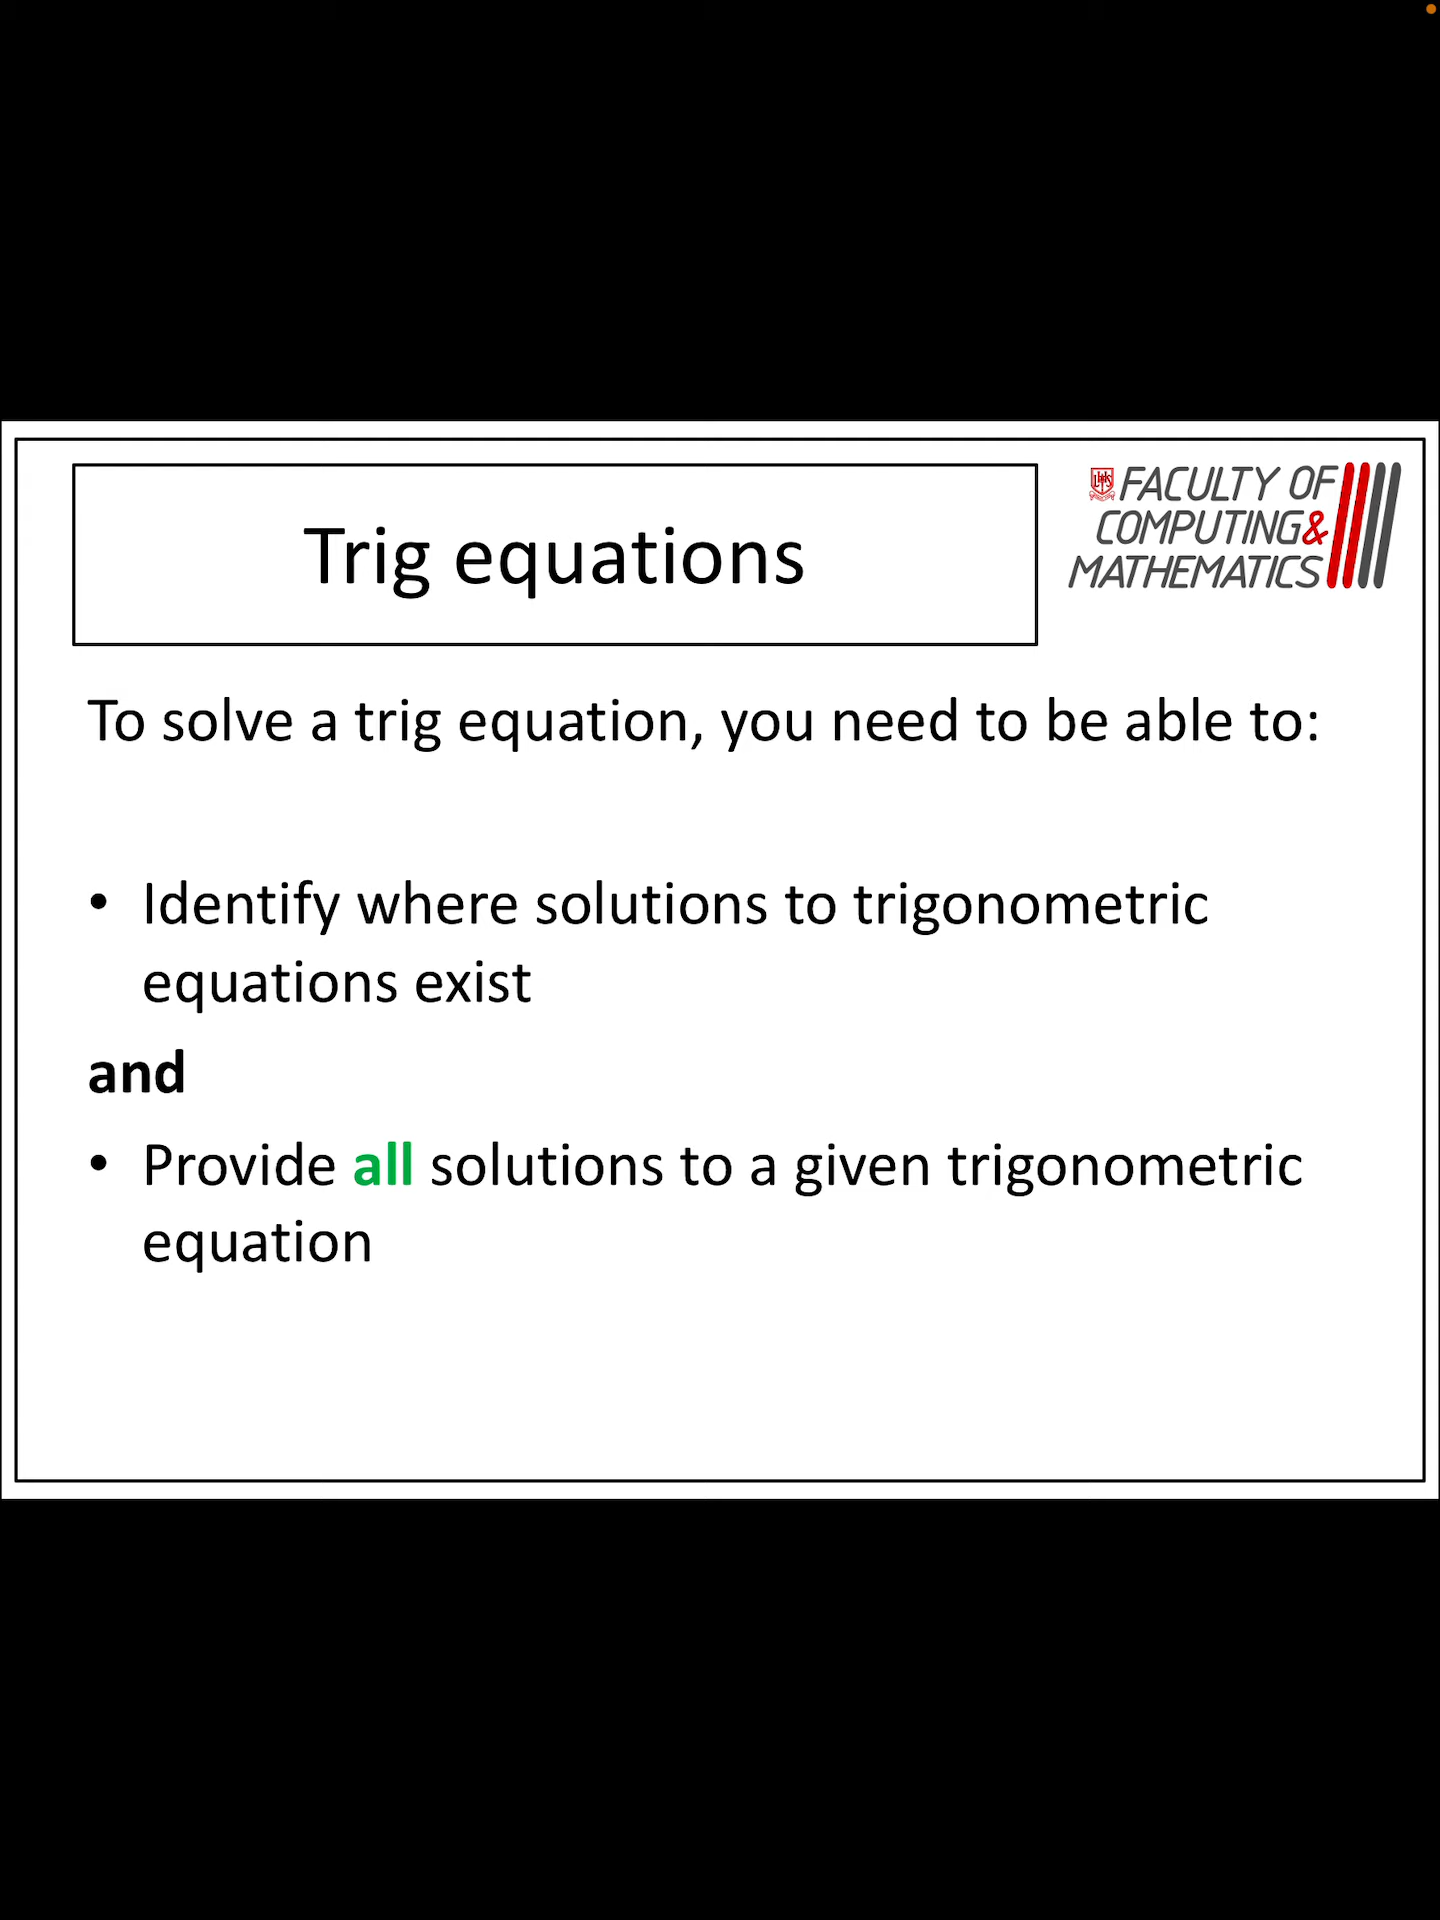 Trig equations
FACULTY OF
COMPUTING&
MATHEMATICS
To solve a trig equation, you need to be able to:
• Identify where solutions to trigonometric
equations exist
and
• Provide all solutions to a given trigonometric
equation